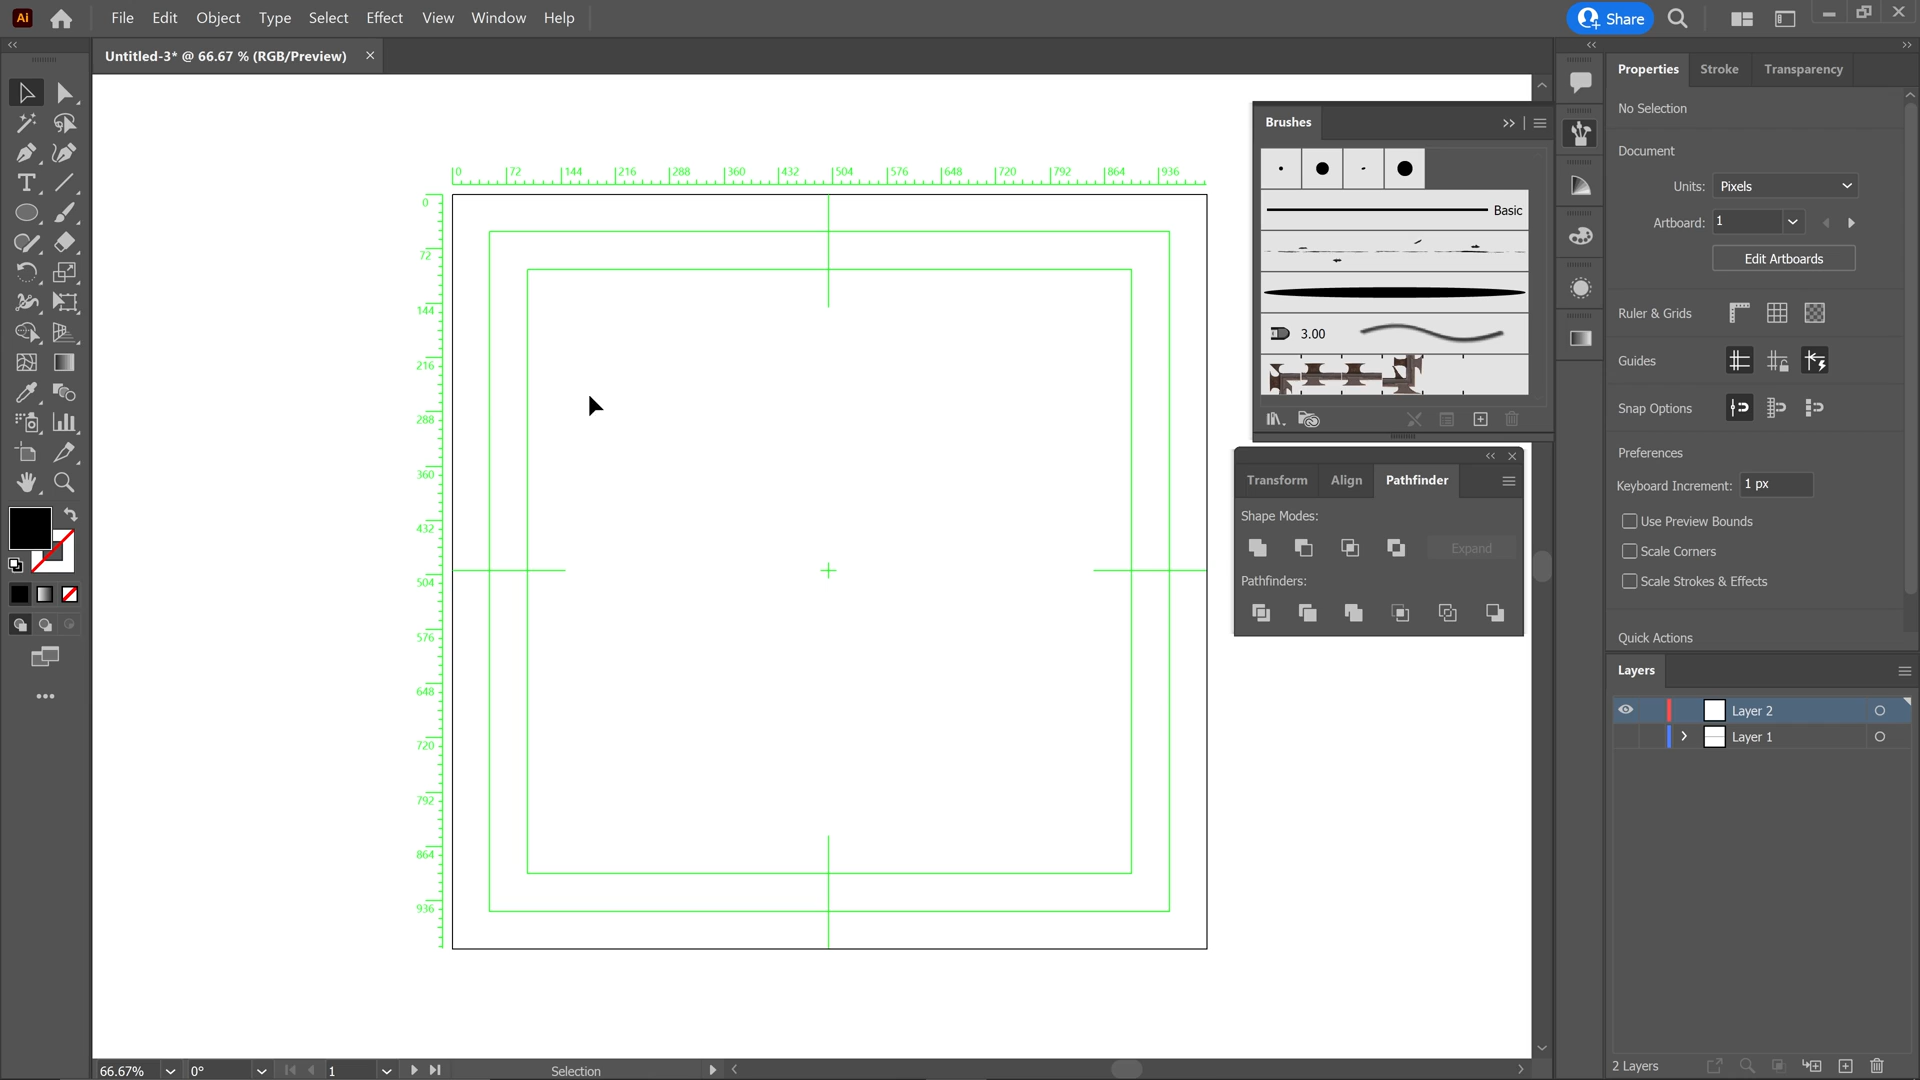 Ai
File Edit Object Type Select Effect View Window Help
Share
Untitled-3* @ 66.67 % (RGB/Preview)
0 72 144 216 288 360 432 504 576 648 720 792 864 936
0
72
144
216
288
360
432
504
576
648
720
792
864
936
Brushes
Basic
3.00
Transform Align Pathfinder
Shape Modes:
Expand
Pathfinders:
Properties Stroke Transparency
No Selection
Document
Units: Pixels
Artboard: 1
Edit Artboards
Ruler & Grids
Guides
Snap Options
Preferences
Keyboard Increment: 1 px
Use Preview Bounds
Scale Corners
Scale Strokes & Effects
Quick Actions
Layers
Layer 2
Layer 1
2 Layers
66.67% 0° 1 Selection